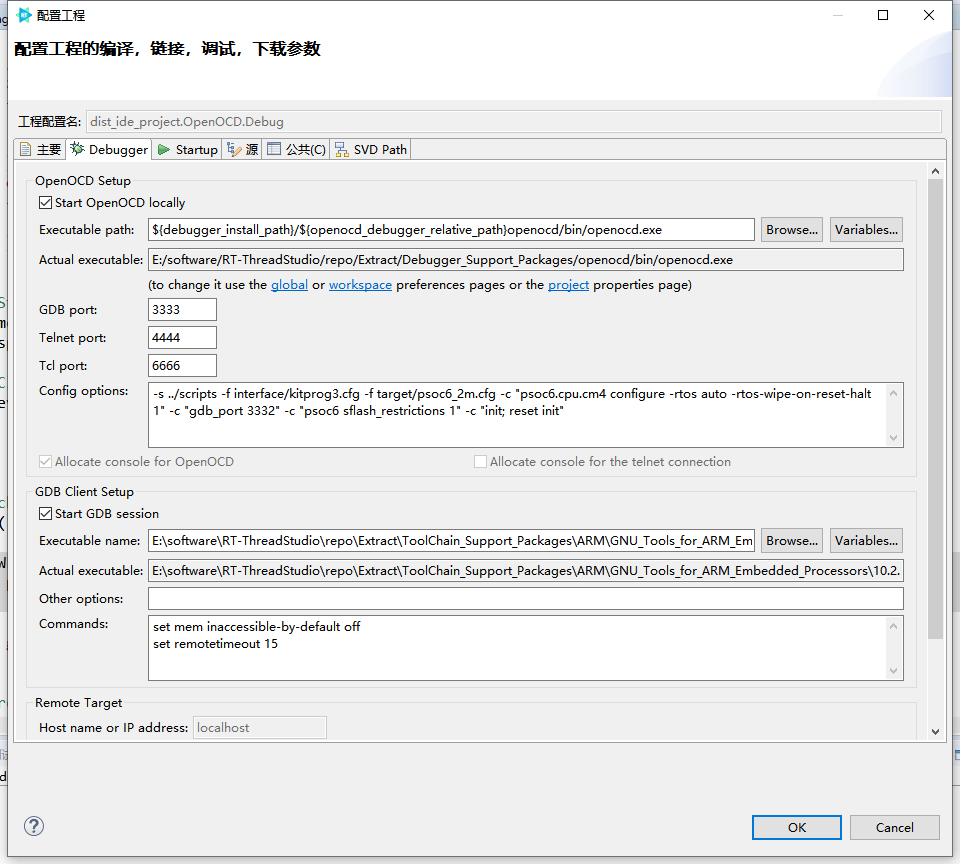 配置工程
配置工程的编译，链接，调试，下载参数
工程配置名: dist_ide_project.OpenOCD.Debug
主要 Debugger Startup 源 公共(C) SVD Path
OpenOCD Setup
Start OpenOCD locally
Executable path: ${debugger_install_path}/${openocd_debugger_relative_path}openocd/bin/openocd.exe Browse... Variables...
Actual executable: E:/software/RT-ThreadStudio/repo/Extract/Debugger_Support_Packages/openocd/bin/openocd.exe
(to change it use the global or workspace preferences pages or the project properties page)
GDB port: 3333
Telnet port: 4444
Tcl port: 6666
Config options: -s ../scripts -f interface/kitprog3.cfg -f target/psoc6_2m.cfg -c "psoc6.cpu.cm4 configure -rtos auto -rtos-wipe-on-reset-halt
1" -c "gdb_port 3332" -c "psoc6 sflash_restrictions 1" -c "init; reset init"
Allocate console for OpenOCD Allocate console for the telnet connection
GDB Client Setup
Start GDB session
Executable name: E:\software\RT-ThreadStudio\repo\Extract\ToolChain_Support_Packages\ARM\GNU_Tools_for_ARM_Em Browse... Variables...
Actual executable: E:\software\RT-ThreadStudio\repo\Extract\ToolChain_Support_Packages\ARM\GNU_Tools_for_ARM_Embedded_Processors\10.2.
Other options:
Commands: set mem inaccessible-by-default off
set remotetimeout 15
Remote Target
Host name or IP address: localhost
OK Cancel